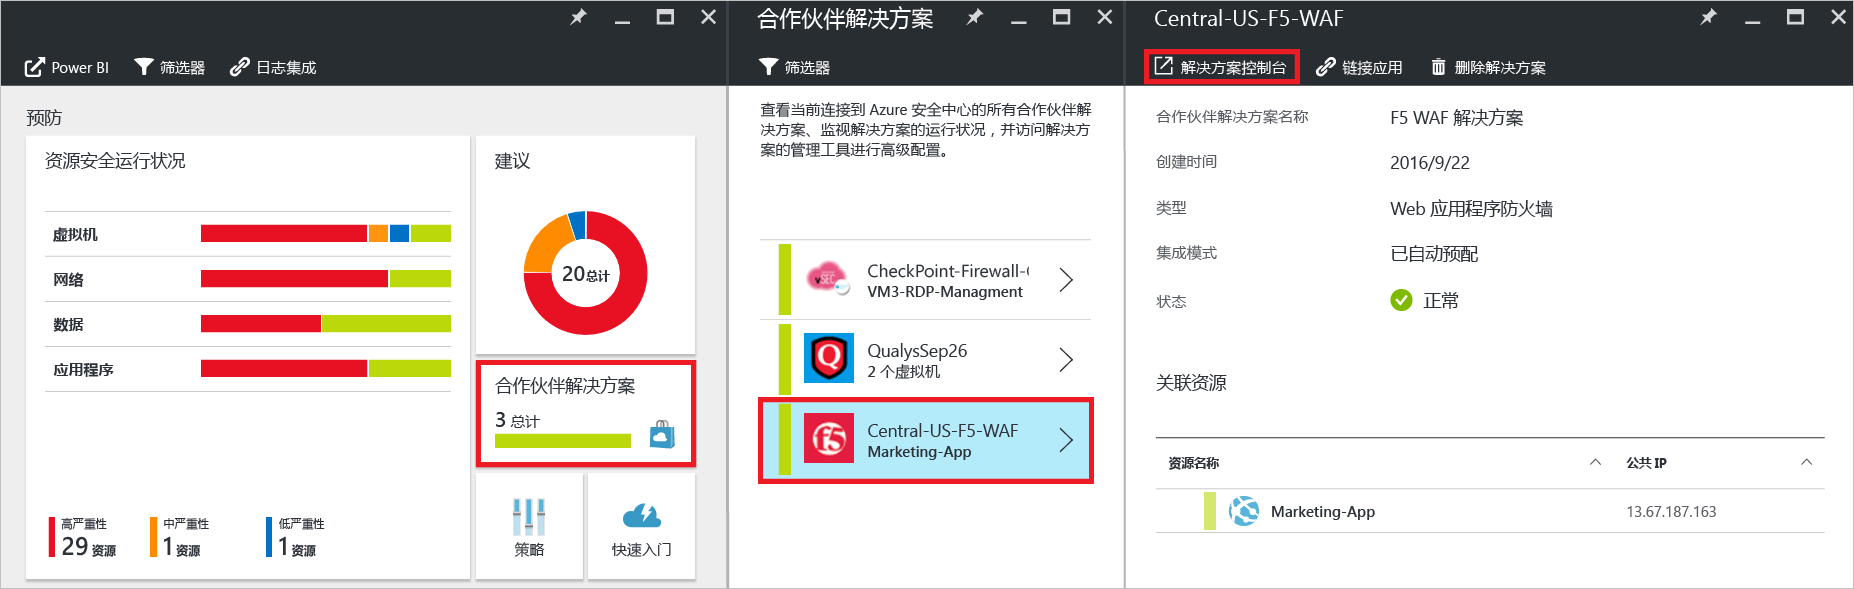 Power BI
筛选器
日志集成
预防
资源安全运行状况
虚拟机
网络
数据
应用程序
高严重性
29 资源
中严重性
1 资源
低严重性
1 资源
建议
20总计
合作伙伴解决方案
3 总计
策略
快速入门
合作伙伴解决方案
筛选器
查看当前连接到 Azure 安全中心的所有合作伙伴解
决方案、监视解决方案的运行状况，并访问解决方
案的管理工具进行高级配置。
CheckPoint-Firewall-
VM3-RDP-Managment
QualysSep26
2 个虚拟机
Central-US-F5-WAF
Marketing-App
Central-US-F5-WAF
解决方案控制台
链接应用
删除解决方案
合作伙伴解决方案名称
F5 WAF 解决方案
创建时间
2016/9/22
类型
Web 应用程序防火墙
集成模式
已自动预配
状态
正常
关联资源
资源名称
公共 IP
Marketing-App
13.67.187.163